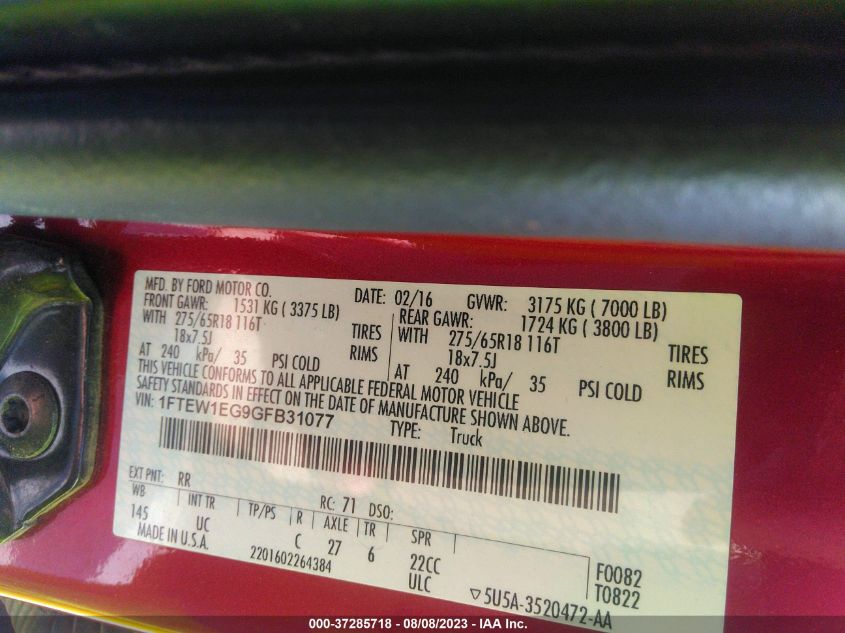 MFD. BY FORD MOTOR CO. DATE: 02/16 GVWR: 3175 KG ( 7000 LB)
FRONT GAWR: 1531 KG ( 3375 LB) REAR GAWR: 1724 KG ( 3800 LB)
WITH 275/65R18 116T TIRES WITH 275/65R18 116T TIRES
18x7.5J RIMS 18x7.5J RIMS
AT 240 kPa/ 35 PSI COLD AT 240 kPa/ 35 PSI COLD
THIS VEHICLE CONFORMS TO ALL APPLICABLE FEDERAL MOTOR VEHICLE
SAFETY STANDARDS IN EFFECT ON THE DATE OF MANUFACTURE SHOWN ABOVE.
VIN: 1FTEW1EG9GFB31077 TYPE: Truck
EXT PNT: RR RC: 71 DSO:
WB INT TR TP/PS R AXLE TR SPR
145 UC C 27 6 22CC F0082
MADE IN U.S.A. 2201602264384 ULC ▽5U5A-3520472-AA T0822
000-37285718 - 08/08/2023 - IAA Inc.